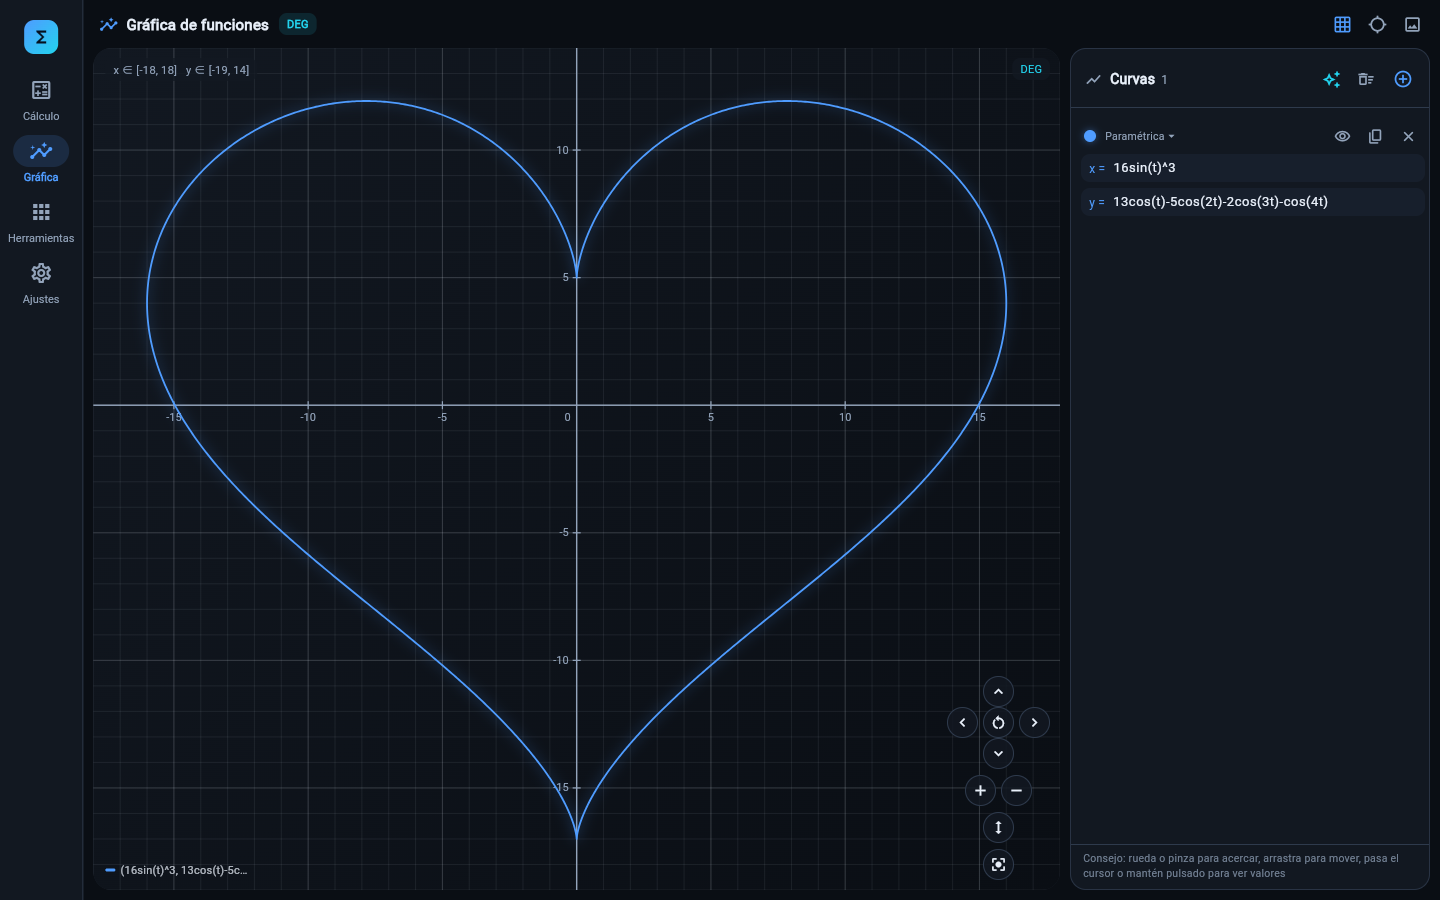 Σ
Gráfica de funciones DEG
Cálculo
Gráfica
Herramientas
Ajustes
x ∈ [-18, 18] y ∈ [-19, 14]
DEG
10
5
-15 -10 -5 0 5 10 15
-5
-10
-15
(16sin(t)^3, 13cos(t)-5c...
Curvas 1
Paramétrica
x = 16sin(t)^3
y = 13cos(t)-5cos(2t)-2cos(3t)-cos(4t)
Consejo: rueda o pinza para acercar, arrastra para mover, pasa el
cursor o mantén pulsado para ver valores